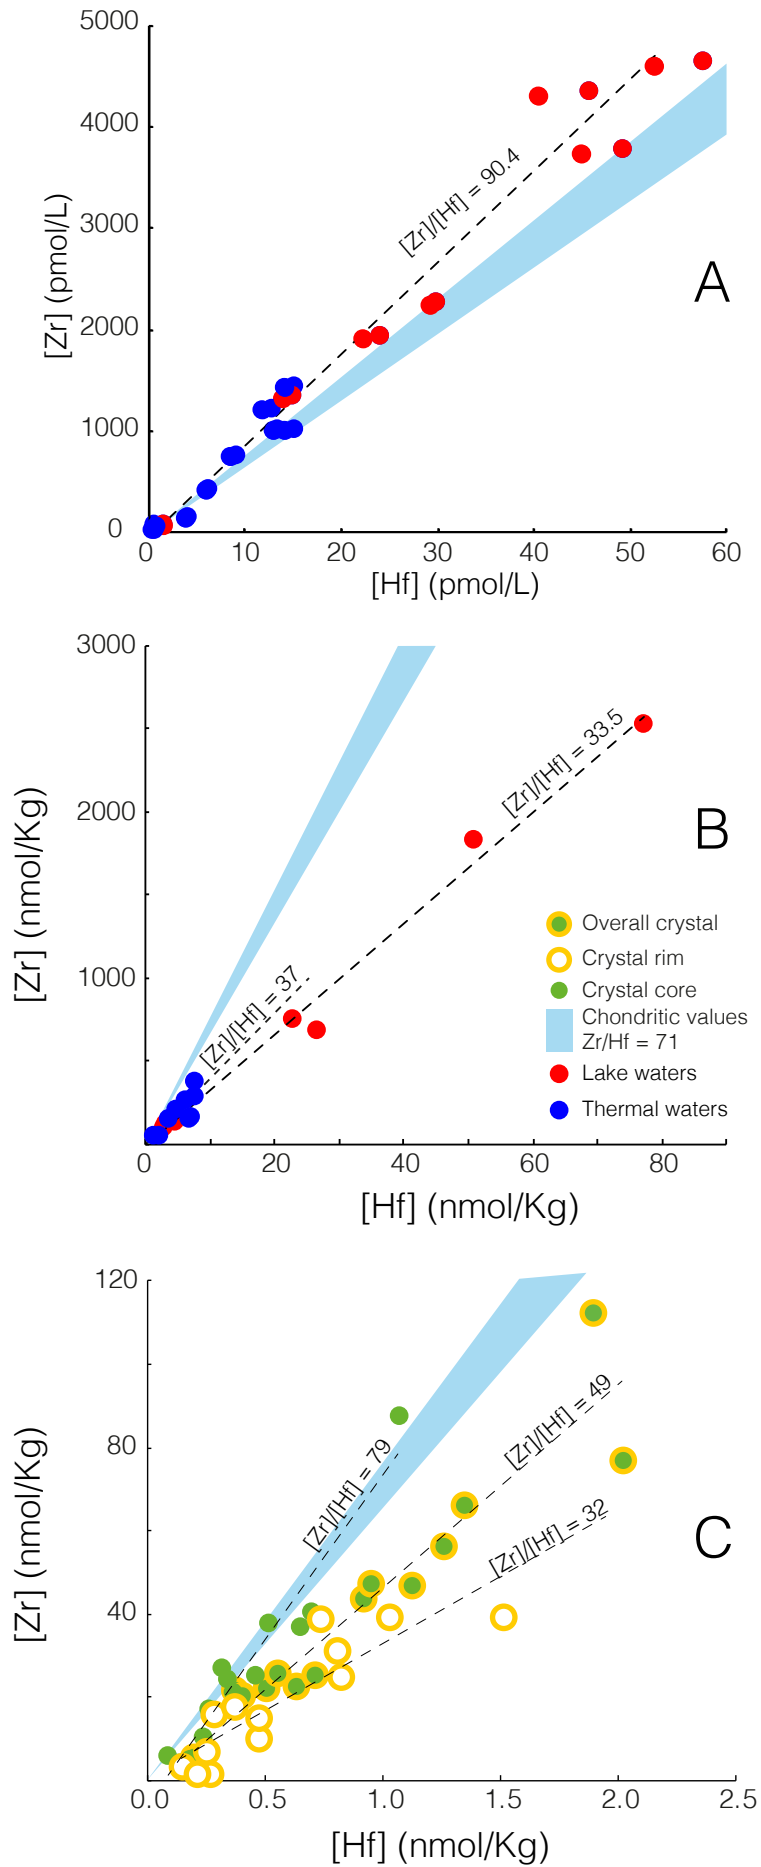 5000
4000
3000
2000
1000
0
[Zr] (pmol/L)
[Zr]/[Hf] = 90.4
A
0 10 20 30 40 50 60
[Hf] (pmol/L)
3000
2000
1000
[Zr] (nmol/Kg)
[Zr]/[Hf] = 33.5
[Zr]/[Hf] = 37
B
Overall crystal
Crystal rim
Crystal core
Chondritic values
Zr/Hf = 71
Lake waters
Thermal waters
0 20 40 60 80
[Hf] (nmol/Kg)
120
80
40
[Zr] (nmol/Kg)
[Zr]/[Hf] = 79
[Zr]/[Hf] = 49
[Zr]/[Hf] = 32
C
0.0 0.5 1.0 1.5 2.0 2.5
[Hf] (nmol/Kg)